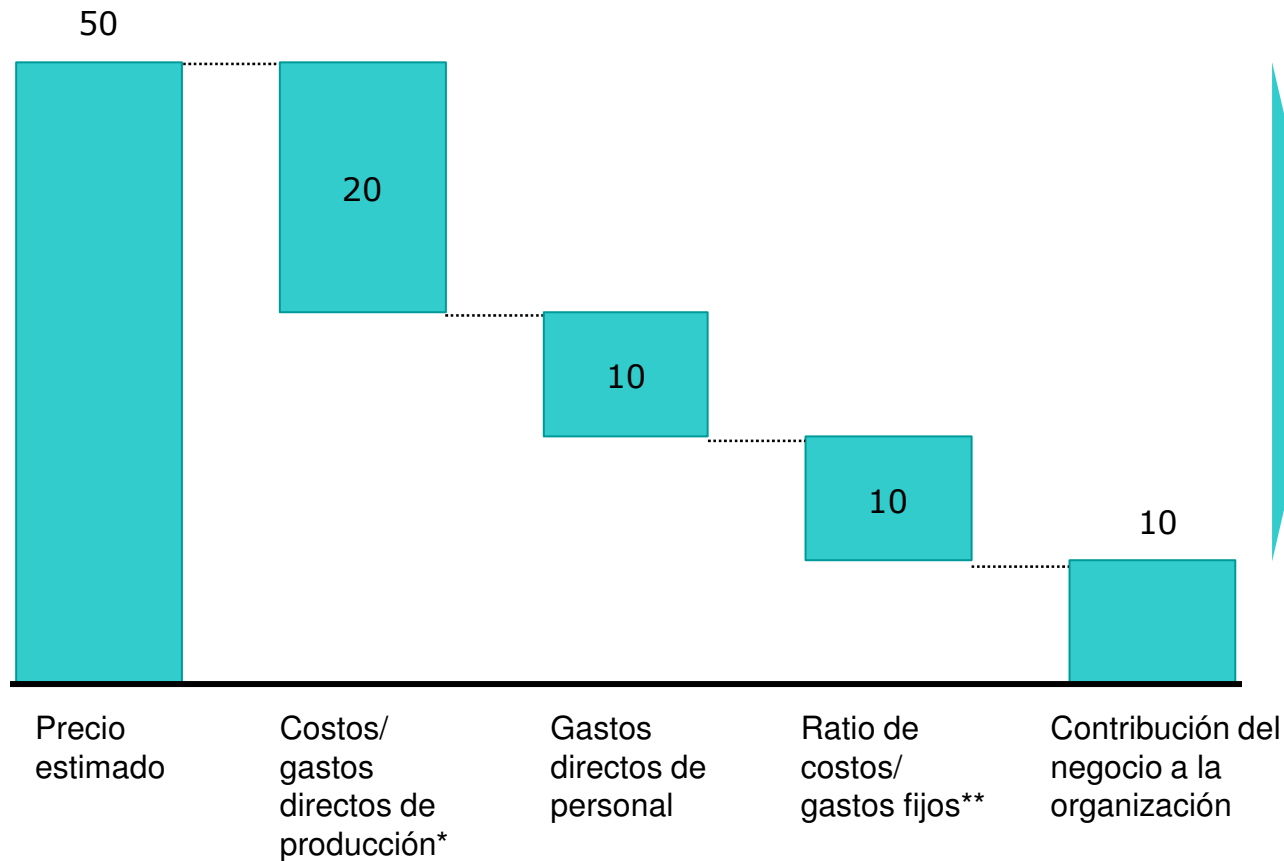 50
20
10
10
10
Precio
estimado
Costos/
gastos
directos de
producción*
Gastos
directos de
personal
Ratio de
costos/
gastos fijos**
Contribución del
negocio a la
organización